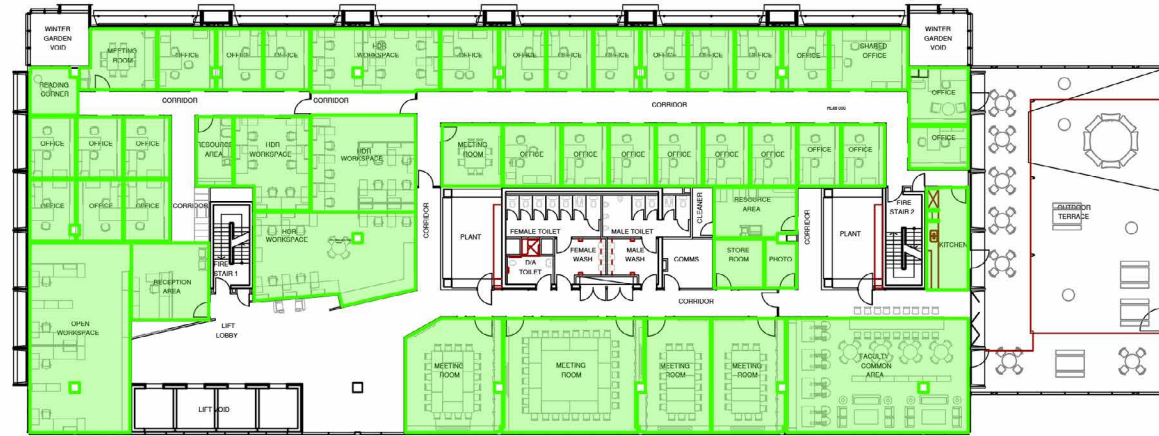 WINTER
GARDEN
VOID
MEETING
ROOM
OFFICE
OFFICE
OFFICE
HDR
WORKSPACE
OFFICE
OFFICE
OFFICE
OFFICE
OFFICE
OFFICE
OFFICE
OFFICE
SHARED
OFFICE
WINTER
GARDEN
VOID
READING
CORNER
CORRIDOR
CORRIDOR
CORRIDOR
OFFICE
OFFICE
OFFICE
OFFICE
RESOURCE
AREA
HDR
WORKSPACE
HDR
WORKSPACE
MEETING
ROOM
OFFICE
OFFICE
OFFICE
OFFICE
OFFICE
OFFICE
OFFICE
OFFICE
OFFICE
OFFICE
OFFICE
OFFICE
CORRIDOR
HDR
WORKSPACE
CORRIDOR
PLANT
FEMALE TOILET
MALE TOILET
CLEANER
RESOURCE
AREA
CORRIDOR
PLANT
FIRE
STAIR 2
OUTDOOR
TERRACE
FIRE
STAIR 1
D/A
TOILET
FEMALE
WASH
MALE
WASH
COMMS
STORE
ROOM
PHOTO
KITCHEN
RECEPTION
AREA
CORRIDOR
OPEN
WORKSPACE
LIFT
LOBBY
MEETING
ROOM
MEETING
ROOM
MEETING
ROOM
MEETING
ROOM
FACULTY
COMMON
AREA
LIFT VOID